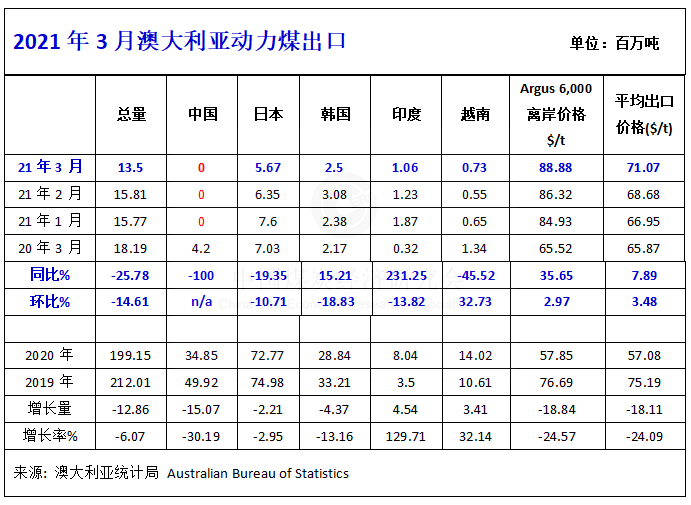 2021 年 3 月澳大利亚动力煤出口 单位：百万吨
总量 中国 日本 韩国 印度 越南 Argus 6,000 离岸价格 $/t 平均出口 价格($/t)
21 年 3 月 13.5 0 5.67 2.5 1.06 0.73 88.88 71.07
21 年 2 月 15.81 0 6.35 3.08 1.23 0.55 86.32 68.68
21 年 1 月 15.77 0 7.6 2.38 1.87 0.65 84.93 66.95
20 年 3 月 18.19 4.2 7.03 2.17 0.32 1.34 65.52 65.87
同比% -25.78 -100 -19.35 15.21 231.25 -45.52 35.65 7.89
环比% -14.61 n/a -10.71 -18.83 -13.82 32.73 2.97 3.48
2020 年 199.15 34.85 72.77 28.84 8.04 14.02 57.85 57.08
2019 年 212.01 49.92 74.98 33.21 3.5 10.61 76.69 75.19
增长量 -12.86 -15.07 -2.21 -4.37 4.54 3.41 -18.84 -18.11
增长率% -6.07 -30.19 -2.95 -13.16 129.71 32.14 -24.57 -24.09
来源: 澳大利亚统计局 Australian Bureau of Statistics